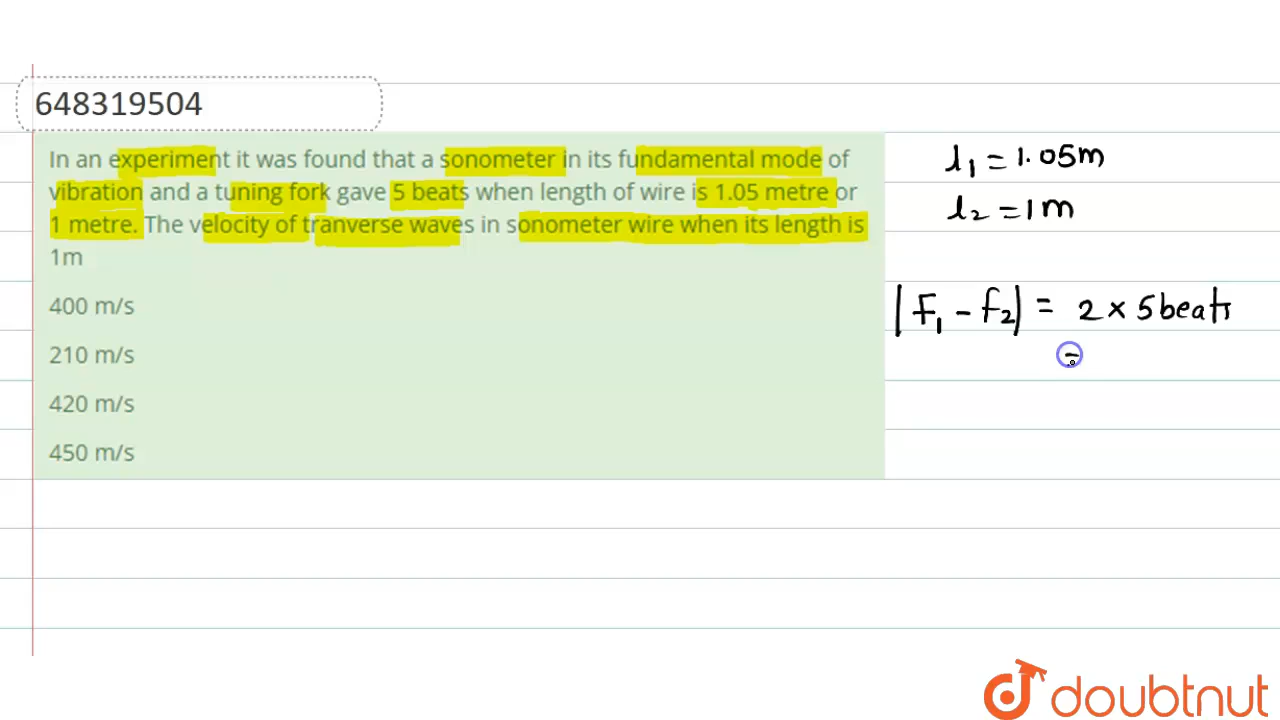 648319504
In an experiment it was found that a sonometer in its fundamental mode of
vibration and a tuning fork gave 5 beats when length of wire is 1.05 metre or
1 metre. The velocity of tranverse waves in sonometer wire when its length is
1m
400 m/s
210 m/s
420 m/s
450 m/s
l₁ = 1.05m
l₂ = 1m
|F₁ - f₂| = 2 × 5 beats
=
doubtnut